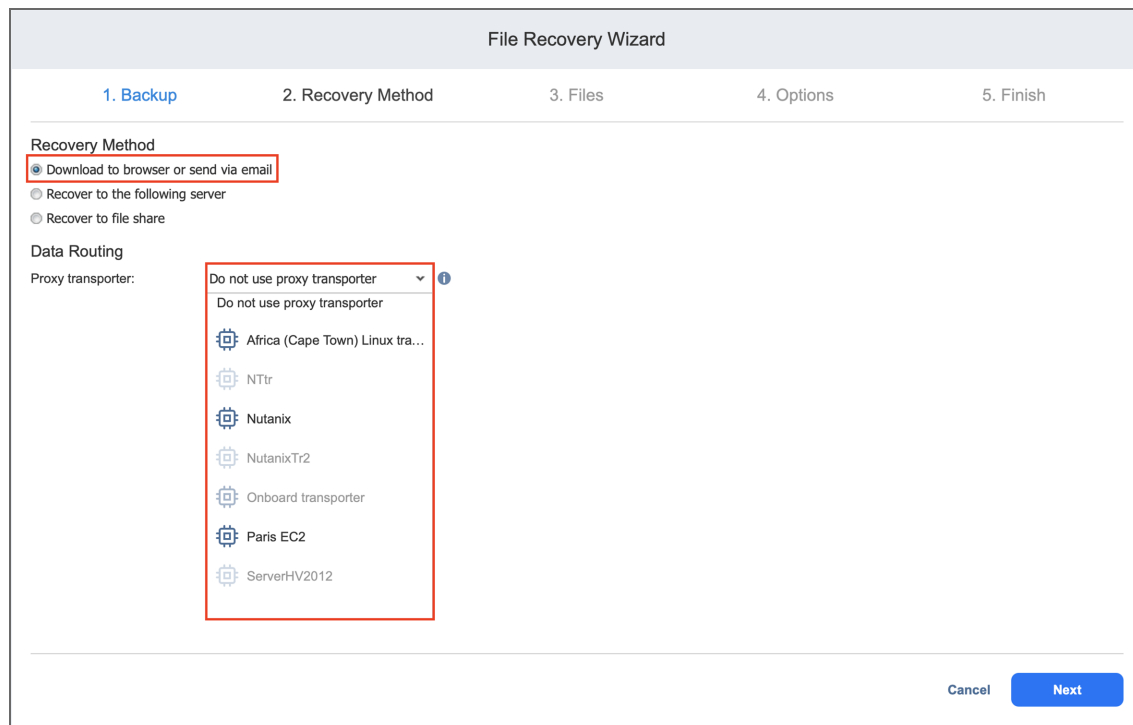 File Recovery Wizard
1. Backup 2. Recovery Method 3. Files 4. Options 5. Finish
Recovery Method
Download to browser or send via email
Recover to the following server
Recover to file share
Data Routing
Proxy transporter: Do not use proxy transporter
Do not use proxy transporter
Africa (Cape Town) Linux tra...
NTtr
Nutanix
NutanixTr2
Onboard transporter
Paris EC2
ServerHV2012
Cancel Next